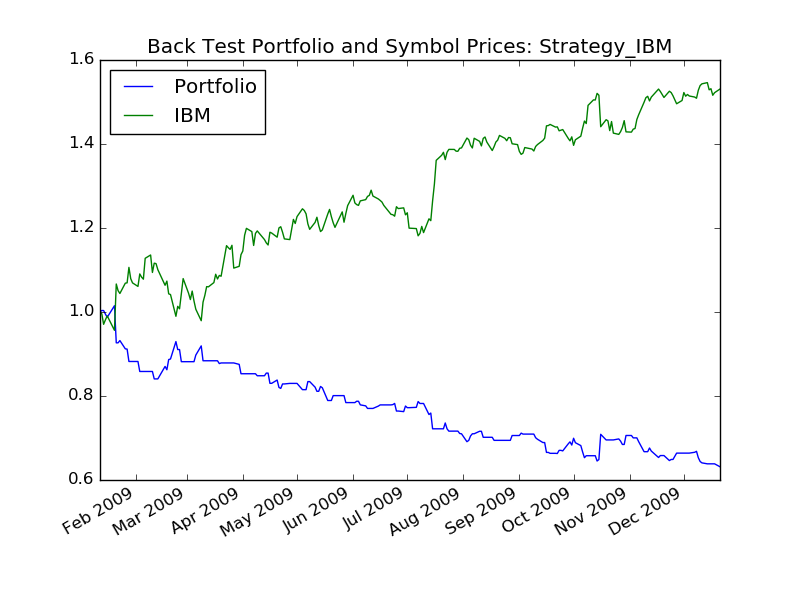 Back Test Portfolio and Symbol Prices: Strategy_IBM
1.6
Portfolio
IBM
1.4
1.2
1.0
0.8
0.6
Feb 2009
Mar 2009
Apr 2009
May 2009
Jun 2009
Jul 2009
Aug 2009
Sep 2009
Oct 2009
Nov 2009
Dec 2009